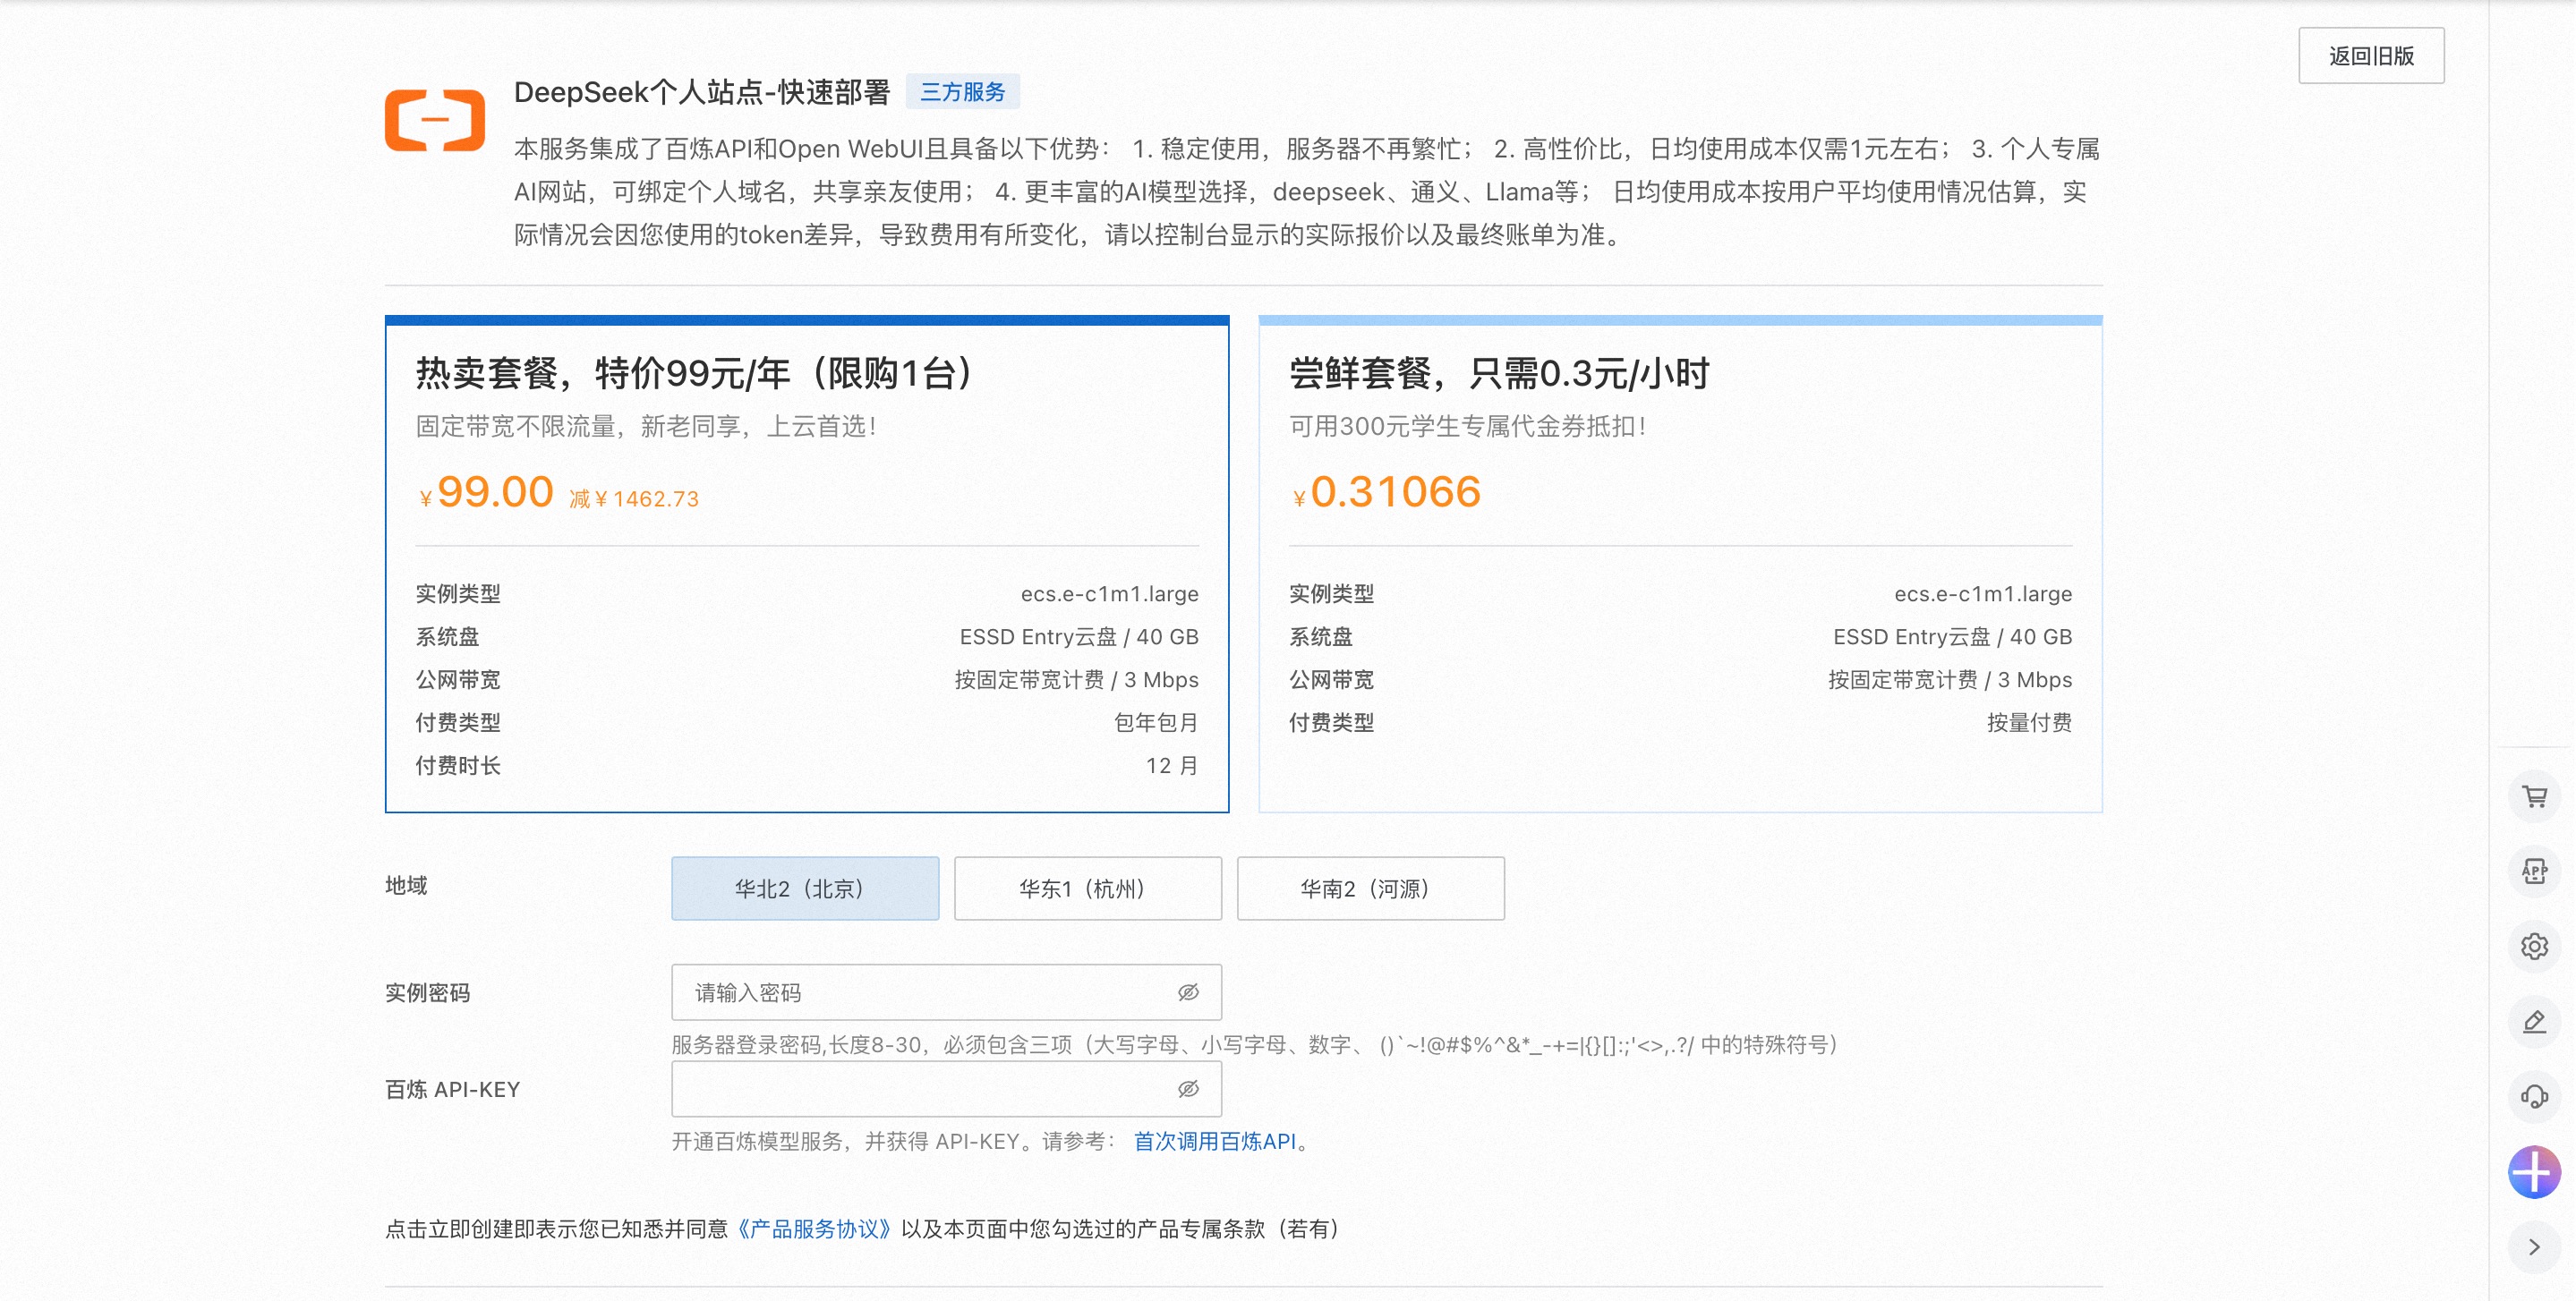 返回旧版
DeepSeek个人站点-快速部署 三方服务
本服务集成了百炼API和Open WebUI且具备以下优势： 1. 稳定使用，服务器不再繁忙； 2. 高性价比，日均使用成本仅需1元左右； 3. 个人专属
AI网站，可绑定个人域名，共享亲友使用； 4. 更丰富的AI模型选择，deepseek、通义、Llama等； 日均使用成本按用户平均使用情况估算，实
际情况会因您使用的token差异，导致费用有所变化，请以控制台显示的实际报价以及最终账单为准。
热卖套餐，特价99元/年（限购1台）
固定带宽不限流量，新老同享，上云首选！
¥99.00 减¥1462.73
实例类型 ecs.e-c1m1.large
系统盘 ESSD Entry云盘 / 40 GB
公网带宽 按固定带宽计费 / 3 Mbps
付费类型 包年包月
付费时长 12 月
尝鲜套餐，只需0.3元/小时
可用300元学生专属代金券抵扣！
¥0.31066
实例类型 ecs.e-c1m1.large
系统盘 ESSD Entry云盘 / 40 GB
公网带宽 按固定带宽计费 / 3 Mbps
付费类型 按量付费
地域 华北2（北京） 华东1（杭州） 华南2（河源）
实例密码 请输入密码
服务器登录密码,长度8-30，必须包含三项（大写字母、小写字母、数字、 ()`~!@#$%^&*_-+=|{}[]:;'<>,.?/ 中的特殊符号）
百炼 API-KEY
开通百炼模型服务，并获得 API-KEY。请参考： 首次调用百炼API。
点击立即创建即表示您已知悉并同意《产品服务协议》以及本页面中您勾选过的产品专属条款（若有）
APP